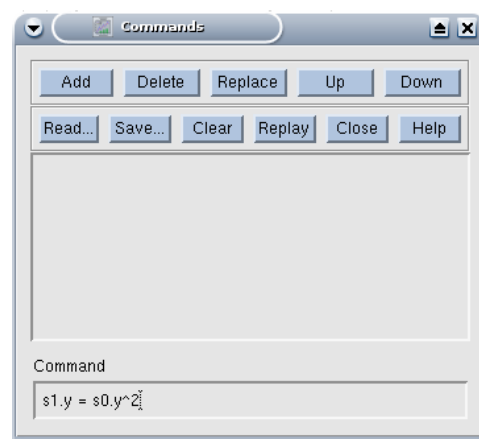 Commands
Add Delete Replace Up Down
Read... Save... Clear Replay Close Help
Command
s1.y = s0.y^2